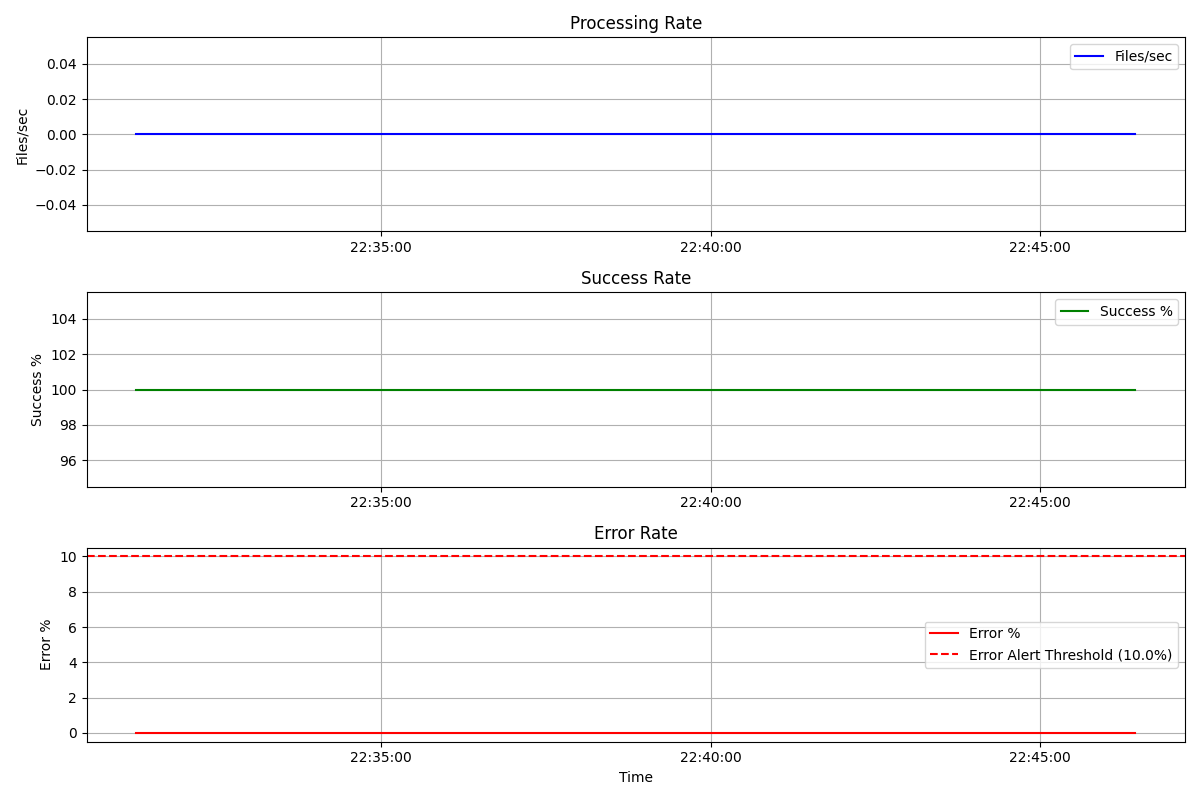 Processing Rate
Files/sec
0.04
0.02
0.00
−0.02
−0.04
Files/sec
22:35:00 22:40:00 22:45:00
Success Rate
Success %
104
102
100
98
96
Success %
22:35:00 22:40:00 22:45:00
Error Rate
10
8
6
4
2
0
Error %
Error %
Error Alert Threshold (10.0%)
22:35:00 22:40:00 22:45:00
Time